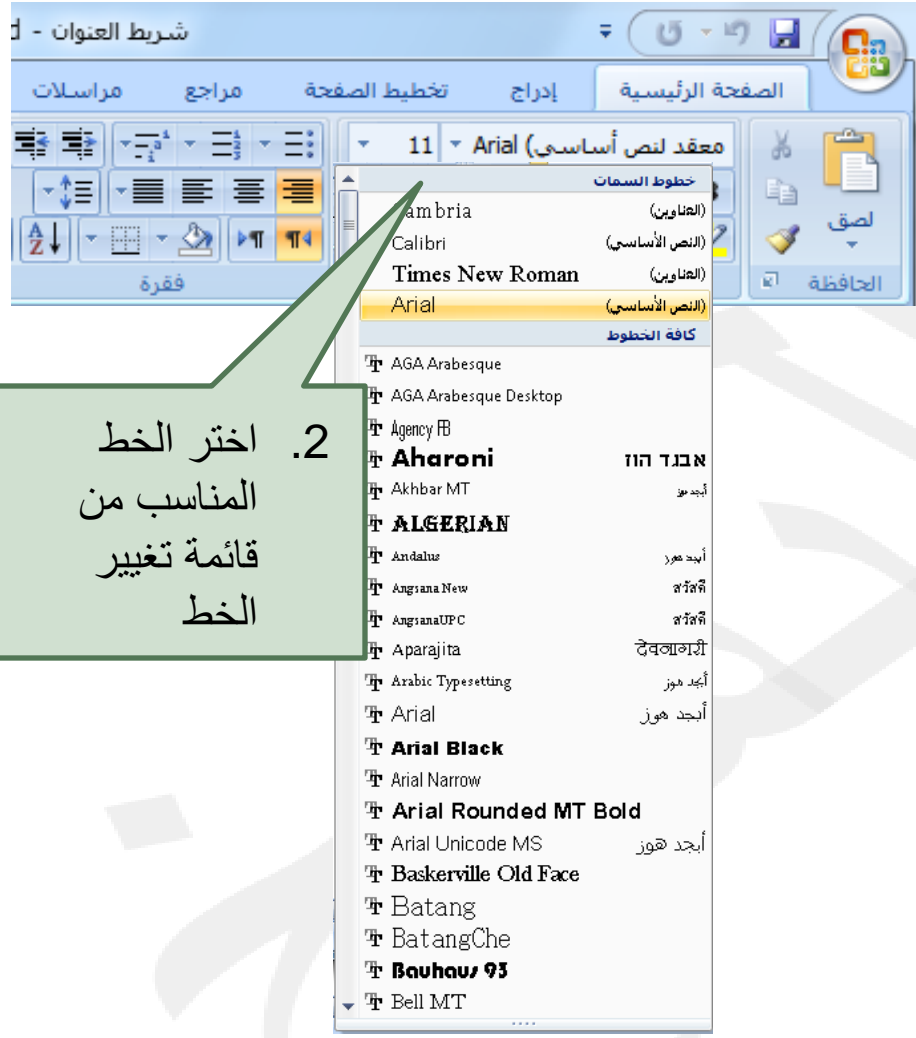 شريط العنوان - d
الصفحة الرئيسية
إدراج
تخطيط الصفحة
مراجع
مراسلات
Arial (معقد لنص أساسي
11
لصق
الحافظة
فقرة
خطوط السمات
(العناوين)
Calibri (النص الأساسي)
Times New Roman (العناوين)
Arial (النص الأساسي)
كافة الخطوط
AGA Arabesque
AGA Arabesque Desktop
Agency FB
Aharoni אבגד הוז
Akhbar MT أبجد هوز
ALGERIAN
Andalus أبجد هوز
Angsana New สวัสดี
AngsanaUPC สวัสดี
Aparajita देवनागरी
Arabic Typesetting أبجد هوز
Arial أبجد هوز
Arial Black
Arial Narrow
Arial Rounded MT Bold
Arial Unicode MS أبجد هوز
Baskerville Old Face
Batang
BatangChe
Bauhaus 93
Bell MT
2. اختر الخط
المناسب من
قائمة تغيير
الخط